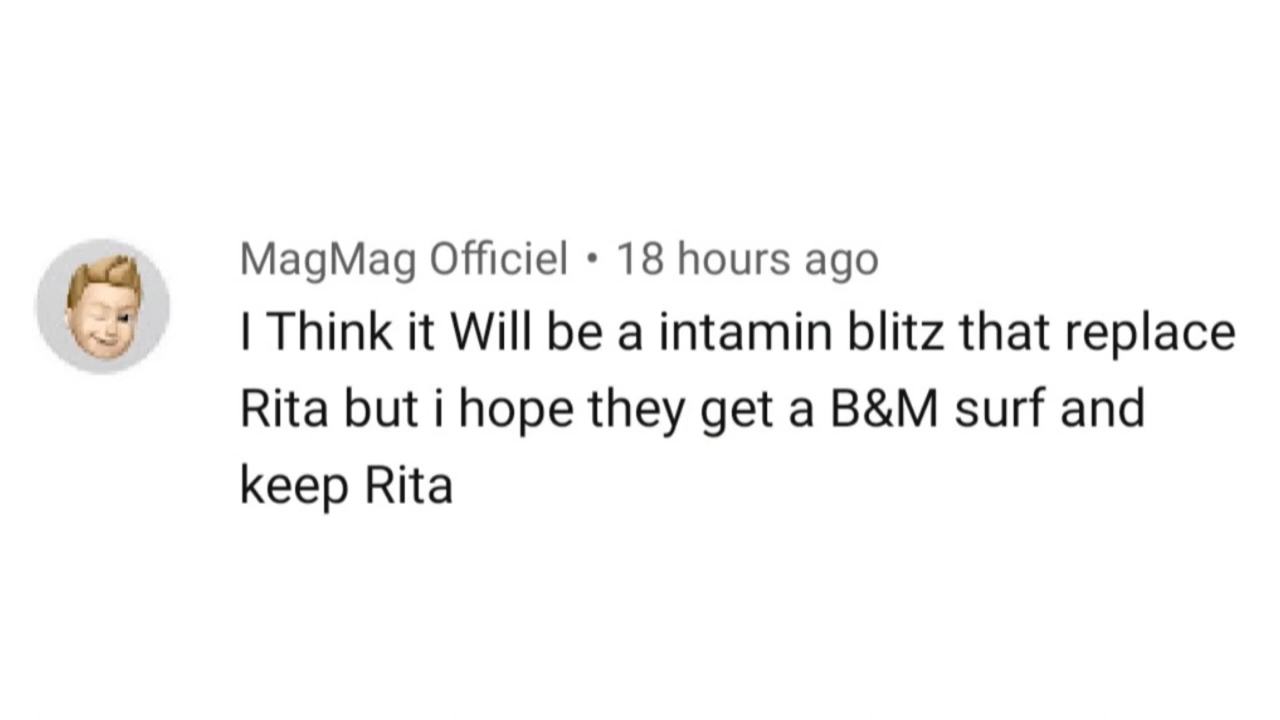 MagMag Officiel • 18 hours ago
I Think it Will be a intamin blitz that replace
Rita but i hope they get a B&M surf and
keep Rita